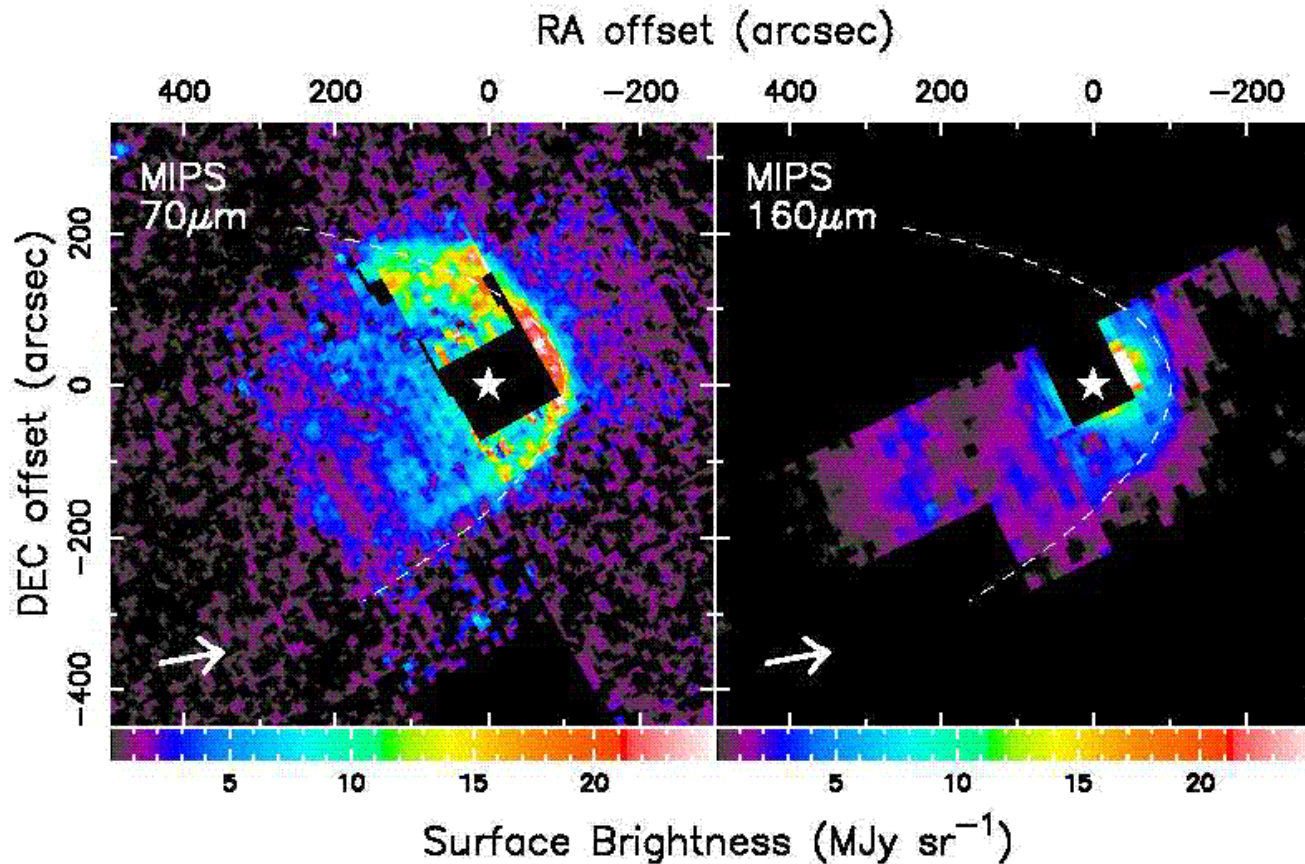 RA offset (arcsec)
400 200 0 −200 400 200 0 −200
MIPS
70μm
MIPS
160μm
DEC offset (arcsec)
200
0
−200
−400
5 10 15 20 5 10 15 20
Surface Brightness (MJy sr⁻¹)